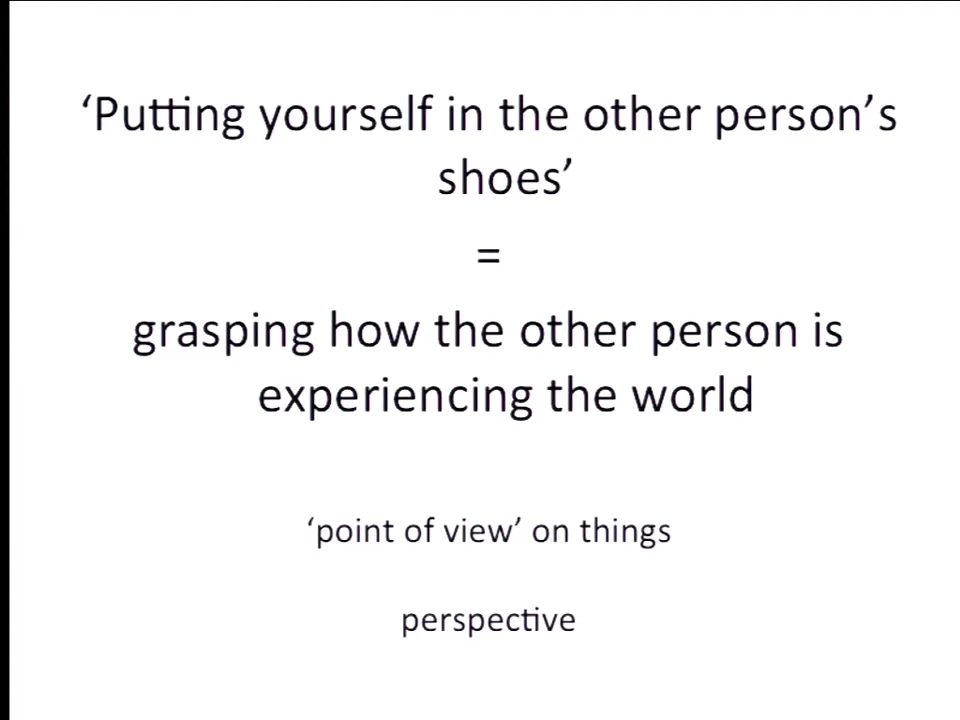 ‘Putting yourself in the other person’s
shoes’
=
grasping how the other person is
experiencing the world
‘point of view’ on things
perspective